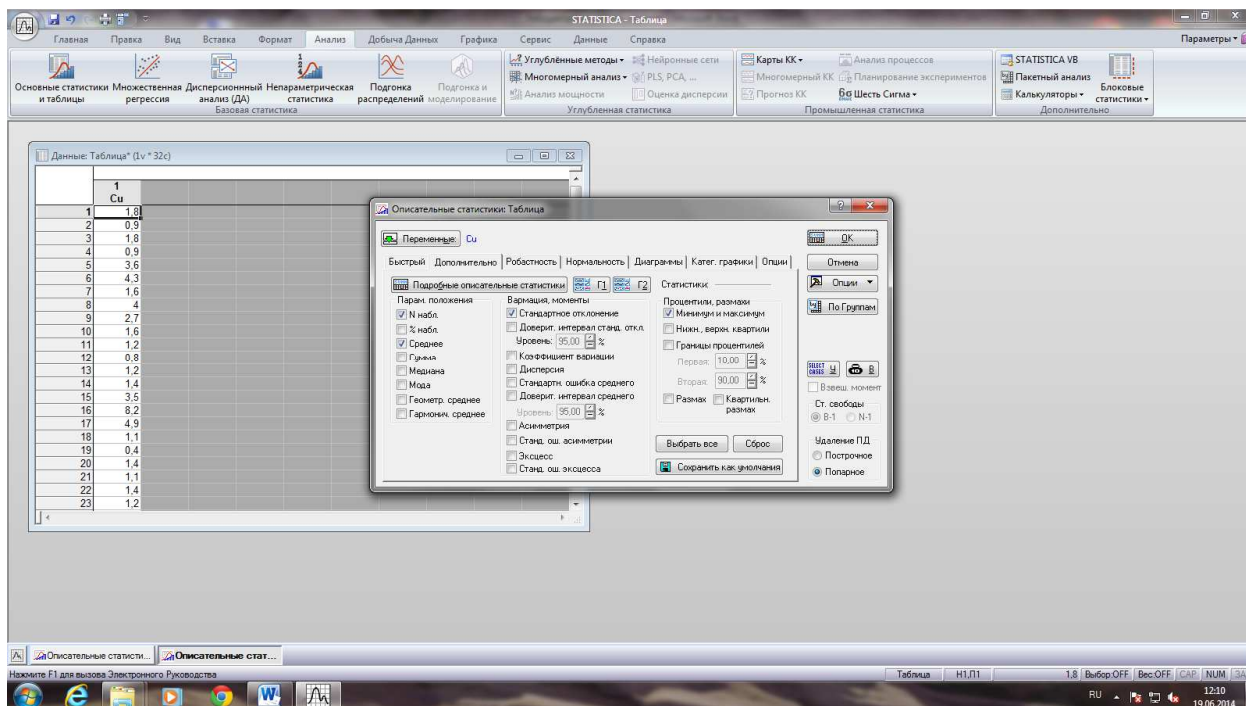 STATISTICA - Таблица
Главная Правка Вид Вставка Формат Анализ Добыча Данных Графика Сервис Данные Справка Параметры
Основные статистики и таблицы
Множественная регрессия
Дисперсионнный анализ (ДА)
Непараметрическая статистика
Подгонка распределений
Подгонка и моделирование
Базовая статистика
Углублённые методы
Многомерный анализ
Анализ мощности
Нейронные сети
PLS, PCA, ...
Оценка дисперсии
Углубленная статистика
Карты КК
Многомерный КК
Прогноз КК
Анализ процессов
Планирование экспериментов
6σ Шесть Сигма
Промышленная статистика
STATISTICA VB
Пакетный анализ
Калькуляторы
Блоковые статистики
Дополнительно
Данные: Таблица* (1v * 32c)
1
Cu
1 1,8
2 0,9
3 1,8
4 0,9
5 3,6
6 4,3
7 1,6
8 4
9 2,7
10 1,6
11 1,2
12 0,8
13 1,2
14 1,4
15 3,5
16 8,2
17 4,9
18 1,1
19 0,4
20 1,4
21 1,1
22 1,4
23 1,2
Описательные статистики: Таблица
Переменные: Cu
Быстрый Дополнительно Робастность Нормальность Диаграммы Катег. графики Опции
Подробные описательные статистики Г1 Г2
Парам. положения
N набл.
% набл.
Среднее
Сумма
Медиана
Мода
Геометр. среднее
Гармонич. среднее
Вариация, моменты
Стандартное отклонение
Доверит. интервал станд. откл.
Уровень: 95,00 %
Коэффициент вариации
Дисперсия
Стандартн. ошибка среднего
Доверит. интервал среднего
Уровень: 95,00 %
Асимметрия
Станд. ош. асимметрии
Эксцесс
Станд. ош. эксцесса
Статистики:
Процентили, размахи
Минимум и максимум
Нижн., верхн. квартили
Границы процентилей
Первая: 10,00 %
Вторая: 90,00 %
Размах Квартильн. размах
Выбрать все Сброс
Сохранить как умолчания
OK
Отмена
Опции
По Группам
SELECT CASES У В
Взвеш. момент
Ст. свободы
В-1 N-1
Удаление ПД
Построчное
Попарное
Описательные статисти... Описательные стат...
Нажмите F1 для вызова Электронного Руководства
Таблица Н1,П1 1,8 Выбор:OFF Вес:OFF CAP NUM ЗА
RU 12:10
19.06.2014